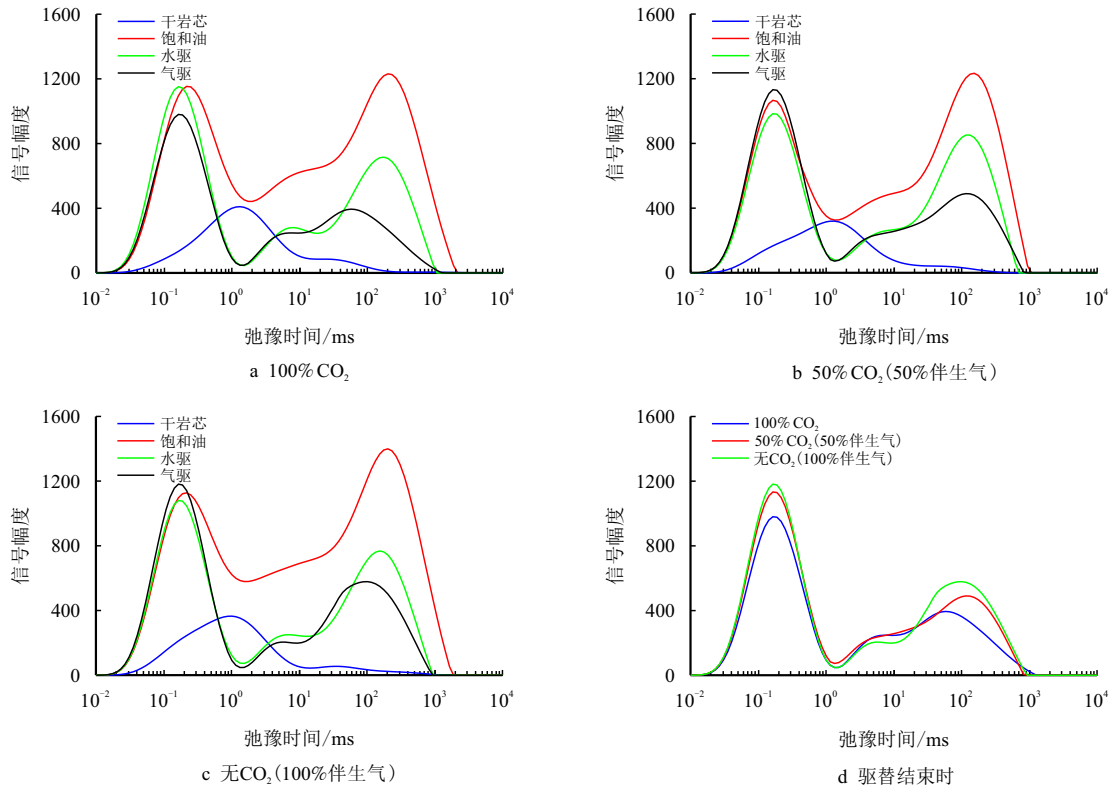 1600
1200
800
400
0
信号幅度
干岩芯
饱和油
水驱
气驱
10⁻² 10⁻¹ 10⁰ 10¹ 10² 10³ 10⁴
弛豫时间/ms
a 100% CO₂
1600
1200
800
400
0
信号幅度
干岩芯
饱和油
水驱
气驱
10⁻² 10⁻¹ 10⁰ 10¹ 10² 10³ 10⁴
弛豫时间/ms
b 50% CO₂(50%伴生气)
1600
1200
800
400
0
信号幅度
干岩芯
饱和油
水驱
气驱
10⁻² 10⁻¹ 10⁰ 10¹ 10² 10³ 10⁴
弛豫时间/ms
c 无CO₂(100%伴生气)
1600
1200
800
400
0
信号幅度
100% CO₂
50% CO₂(50%伴生气)
无CO₂(100%伴生气)
10⁻² 10⁻¹ 10⁰ 10¹ 10² 10³ 10⁴
弛豫时间/ms
d 驱替结束时